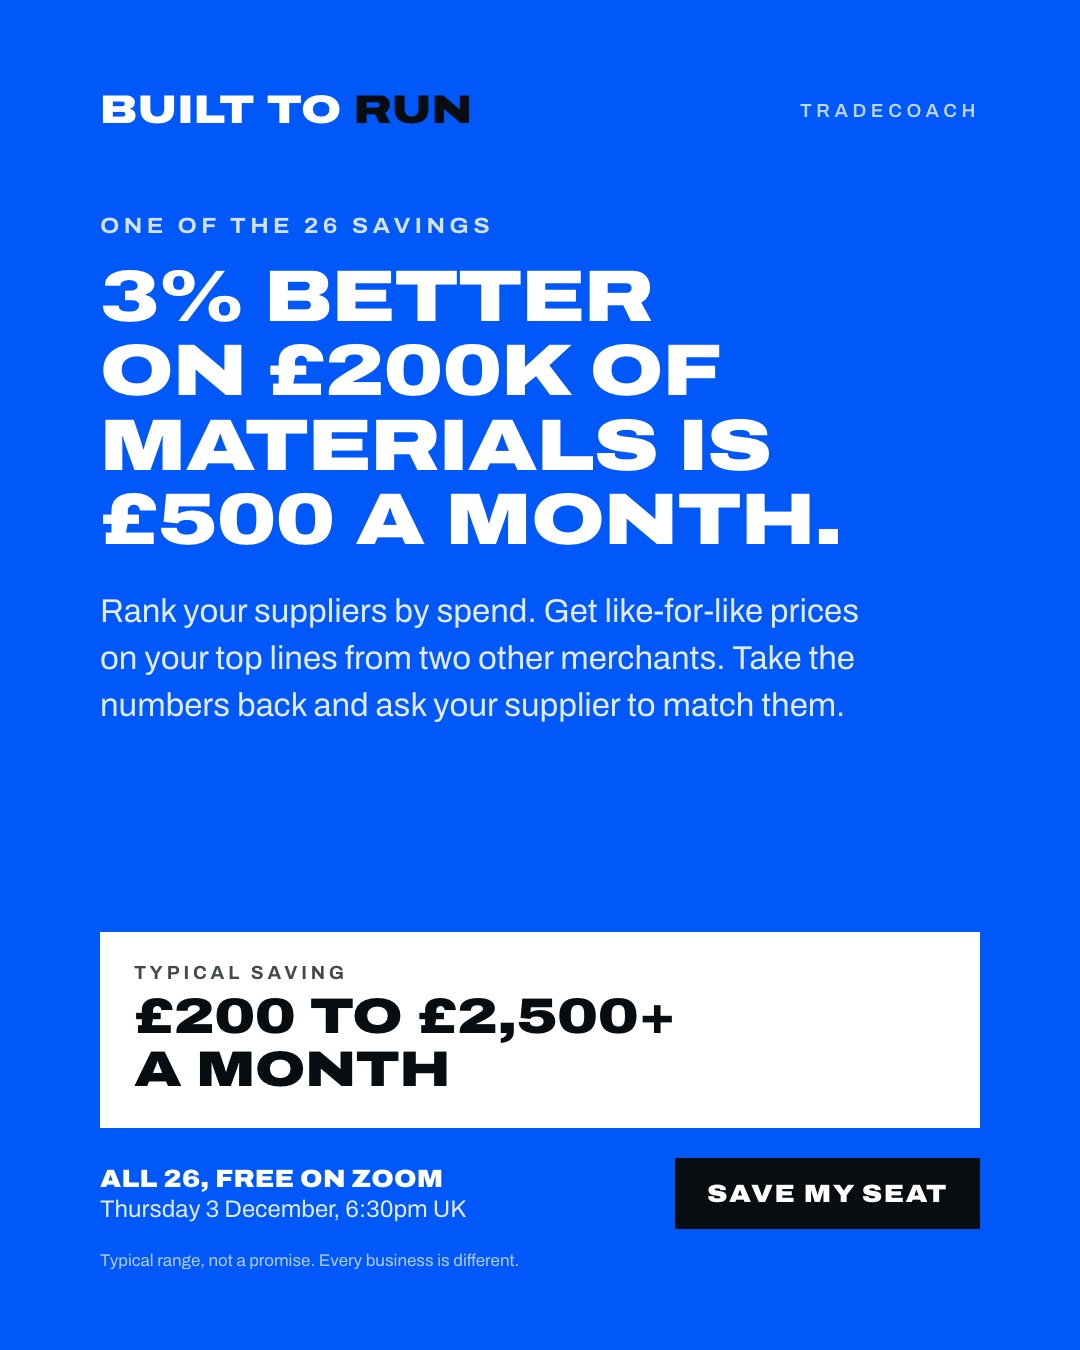 BUILT TO RUN
TRADECOACH
ONE OF THE 26 SAVINGS
3% BETTER
ON £200K OF
MATERIALS IS
£500 A MONTH.
Rank your suppliers by spend. Get like-for-like prices
on your top lines from two other merchants. Take the
numbers back and ask your supplier to match them.
TYPICAL SAVING
£200 TO £2,500+
A MONTH
ALL 26, FREE ON ZOOM
Thursday 3 December, 6:30pm UK
SAVE MY SEAT
Typical range, not a promise. Every business is different.